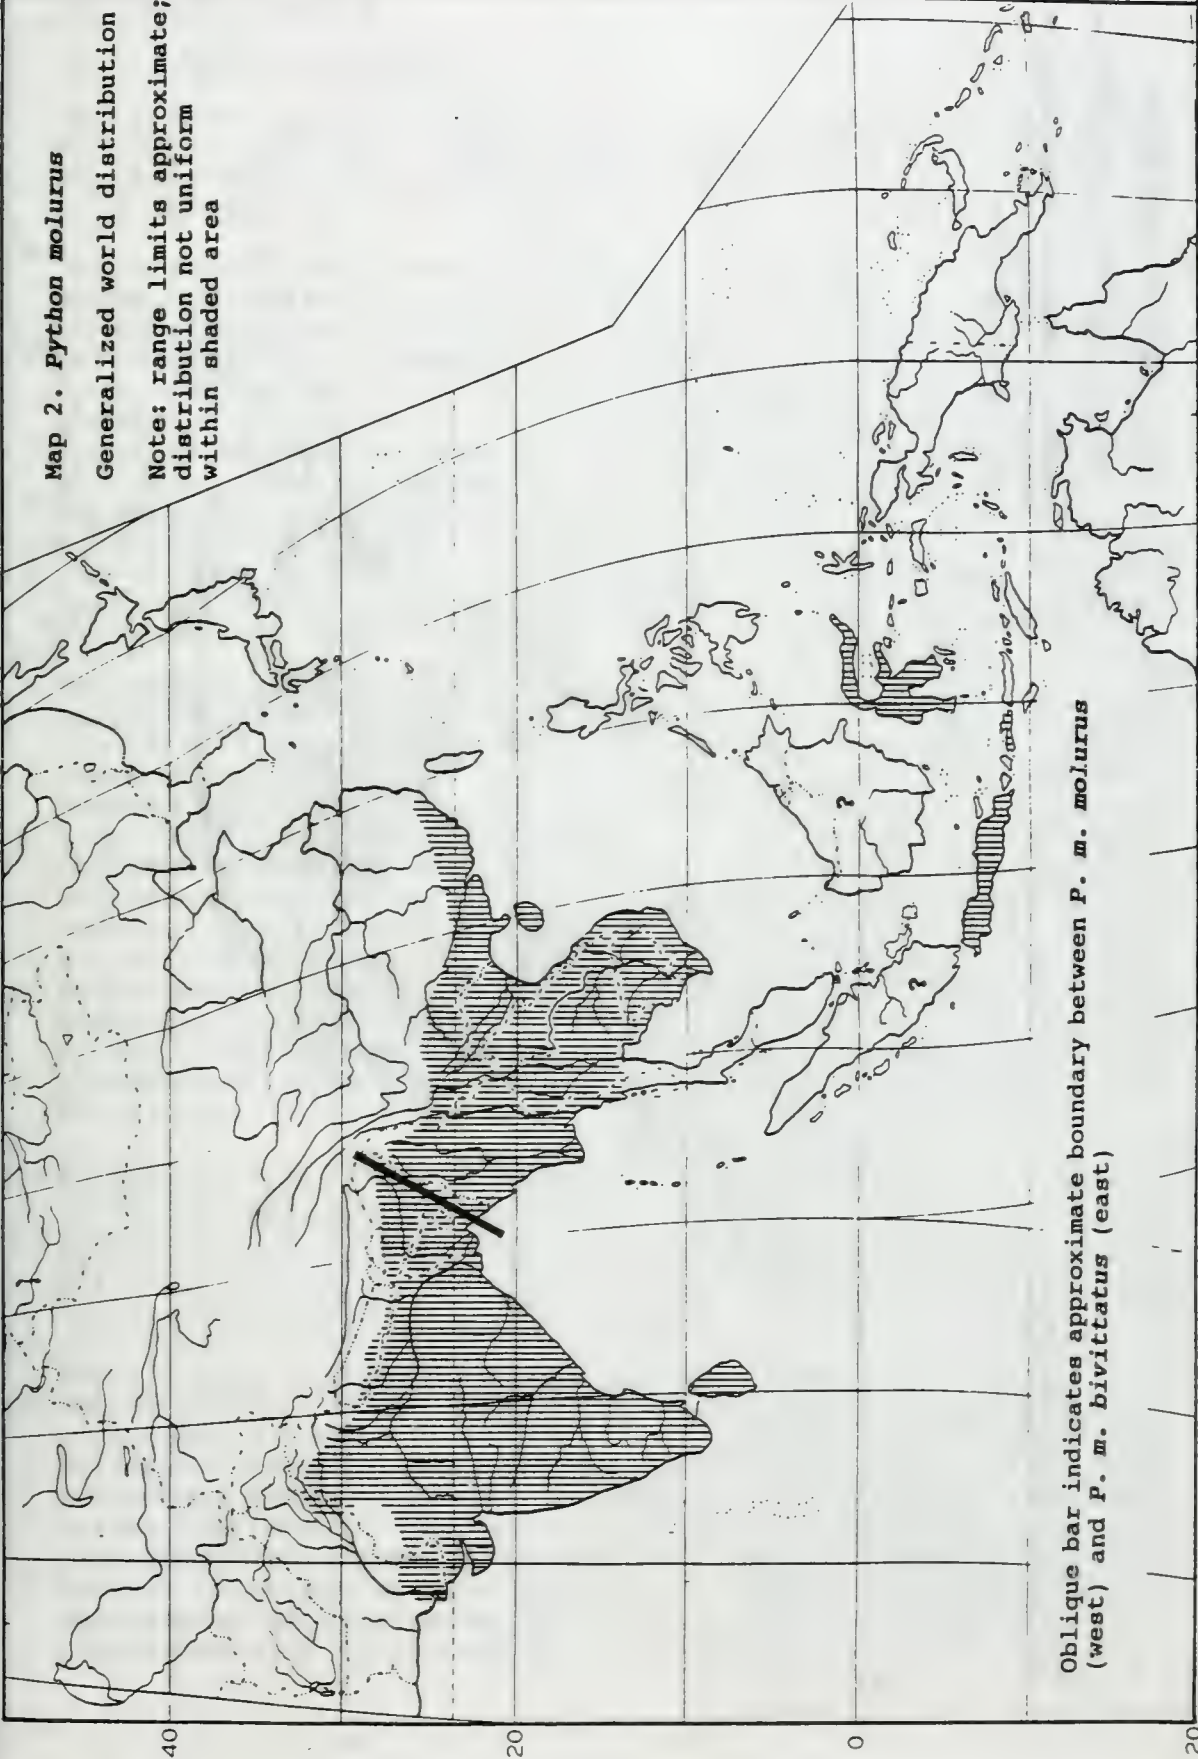 Map 2. Python molurus
Generalized world distribution
Note: range limits approximate;
distribution not uniform
within shaded area
40
20
0
20
?
?
Oblique bar indicates approximate boundary between P. m. molurus
(west) and P. m. bivittatus (east)